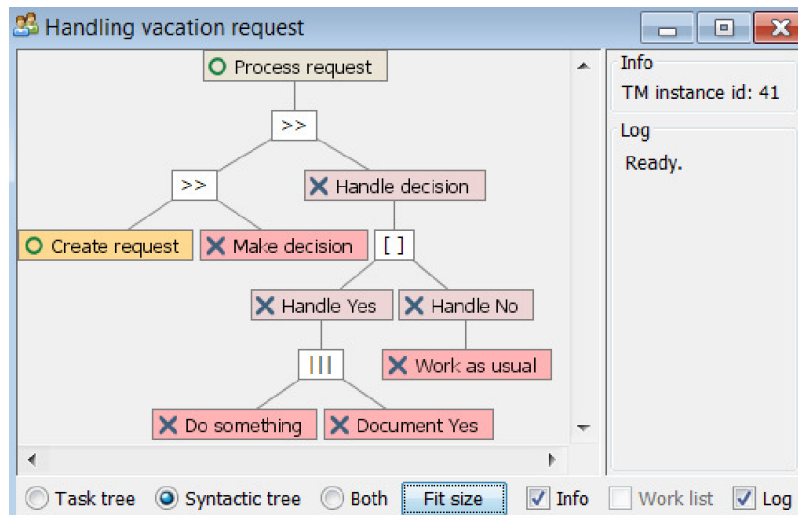 Handling vacation request
Process request
>>
>>
Handle decision
Create request
Make decision
[ ]
Handle Yes
Handle No
|||
Work as usual
Do something
Document Yes
Info
TM instance id: 41
Log
Ready.
Task tree
Syntactic tree
Both
Fit size
Info
Work list
Log